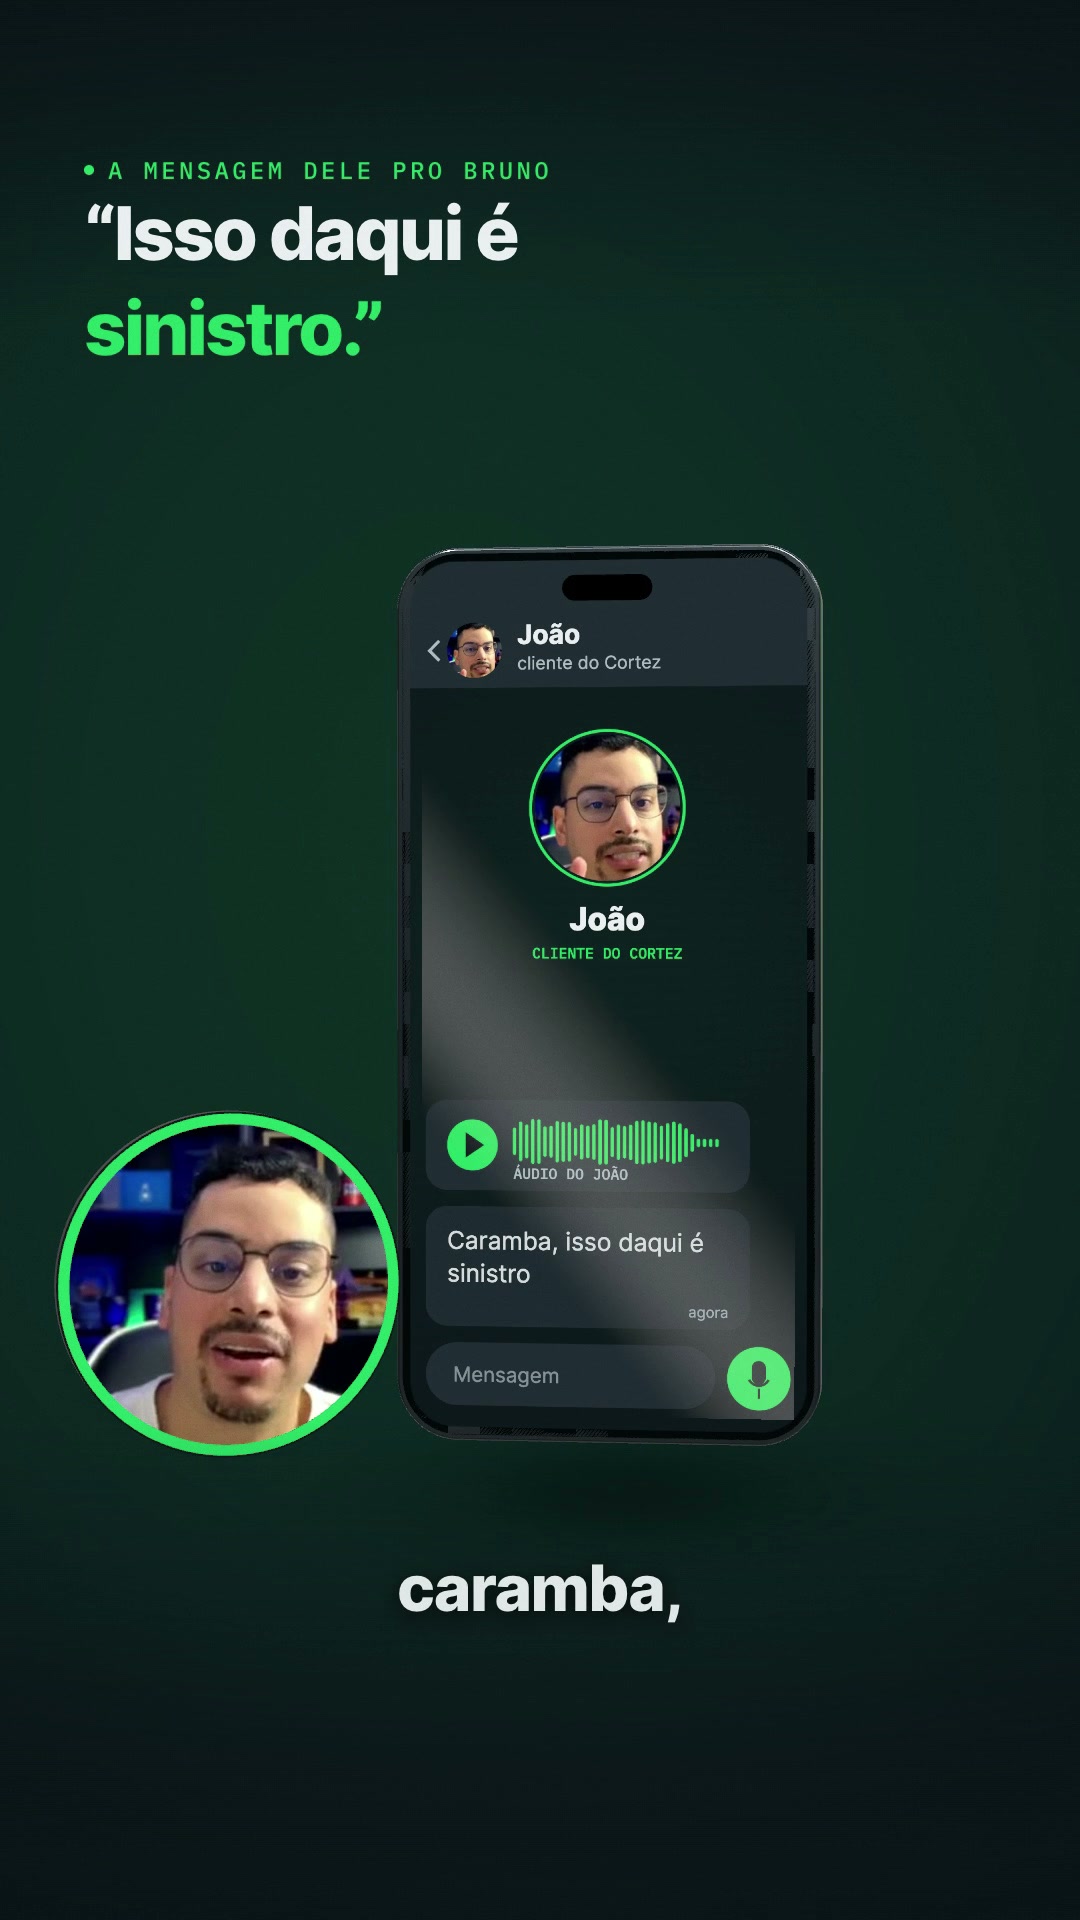 • A MENSAGEM DELE PRO BRUNO
“Isso daqui é
sinistro.”
João
cliente do Cortez
João
CLIENTE DO CORTEZ
ÁUDIO DO JOÃO
Caramba, isso daqui é
sinistro
agora
Mensagem
caramba,